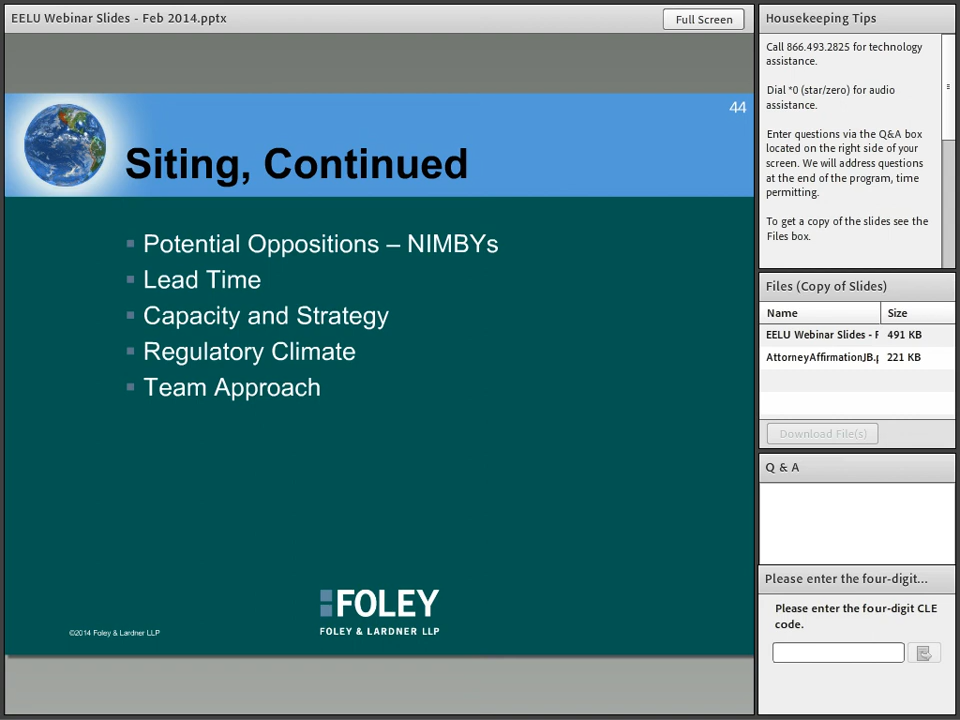 EELU Webinar Slides - Feb 2014.pptx
Full Screen
44
Siting, Continued
Potential Oppositions – NIMBYs
Lead Time
Capacity and Strategy
Regulatory Climate
Team Approach
FOLEY
FOLEY & LARDNER LLP
©2014 Foley & Lardner LLP
Housekeeping Tips
Call 866.493.2825 for technology
assistance.
Dial *0 (star/zero) for audio
assistance.
Enter questions via the Q&A box
located on the right side of your
screen. We will address questions
at the end of the program, time
permitting.
To get a copy of the slides see the
Files box.
Files (Copy of Slides)
Name Size
EELU Webinar Slides - F 491 KB
AttorneyAffirmationJB.p 221 KB
Download File(s)
Q & A
Please enter the four-digit...
Please enter the four-digit CLE
code.